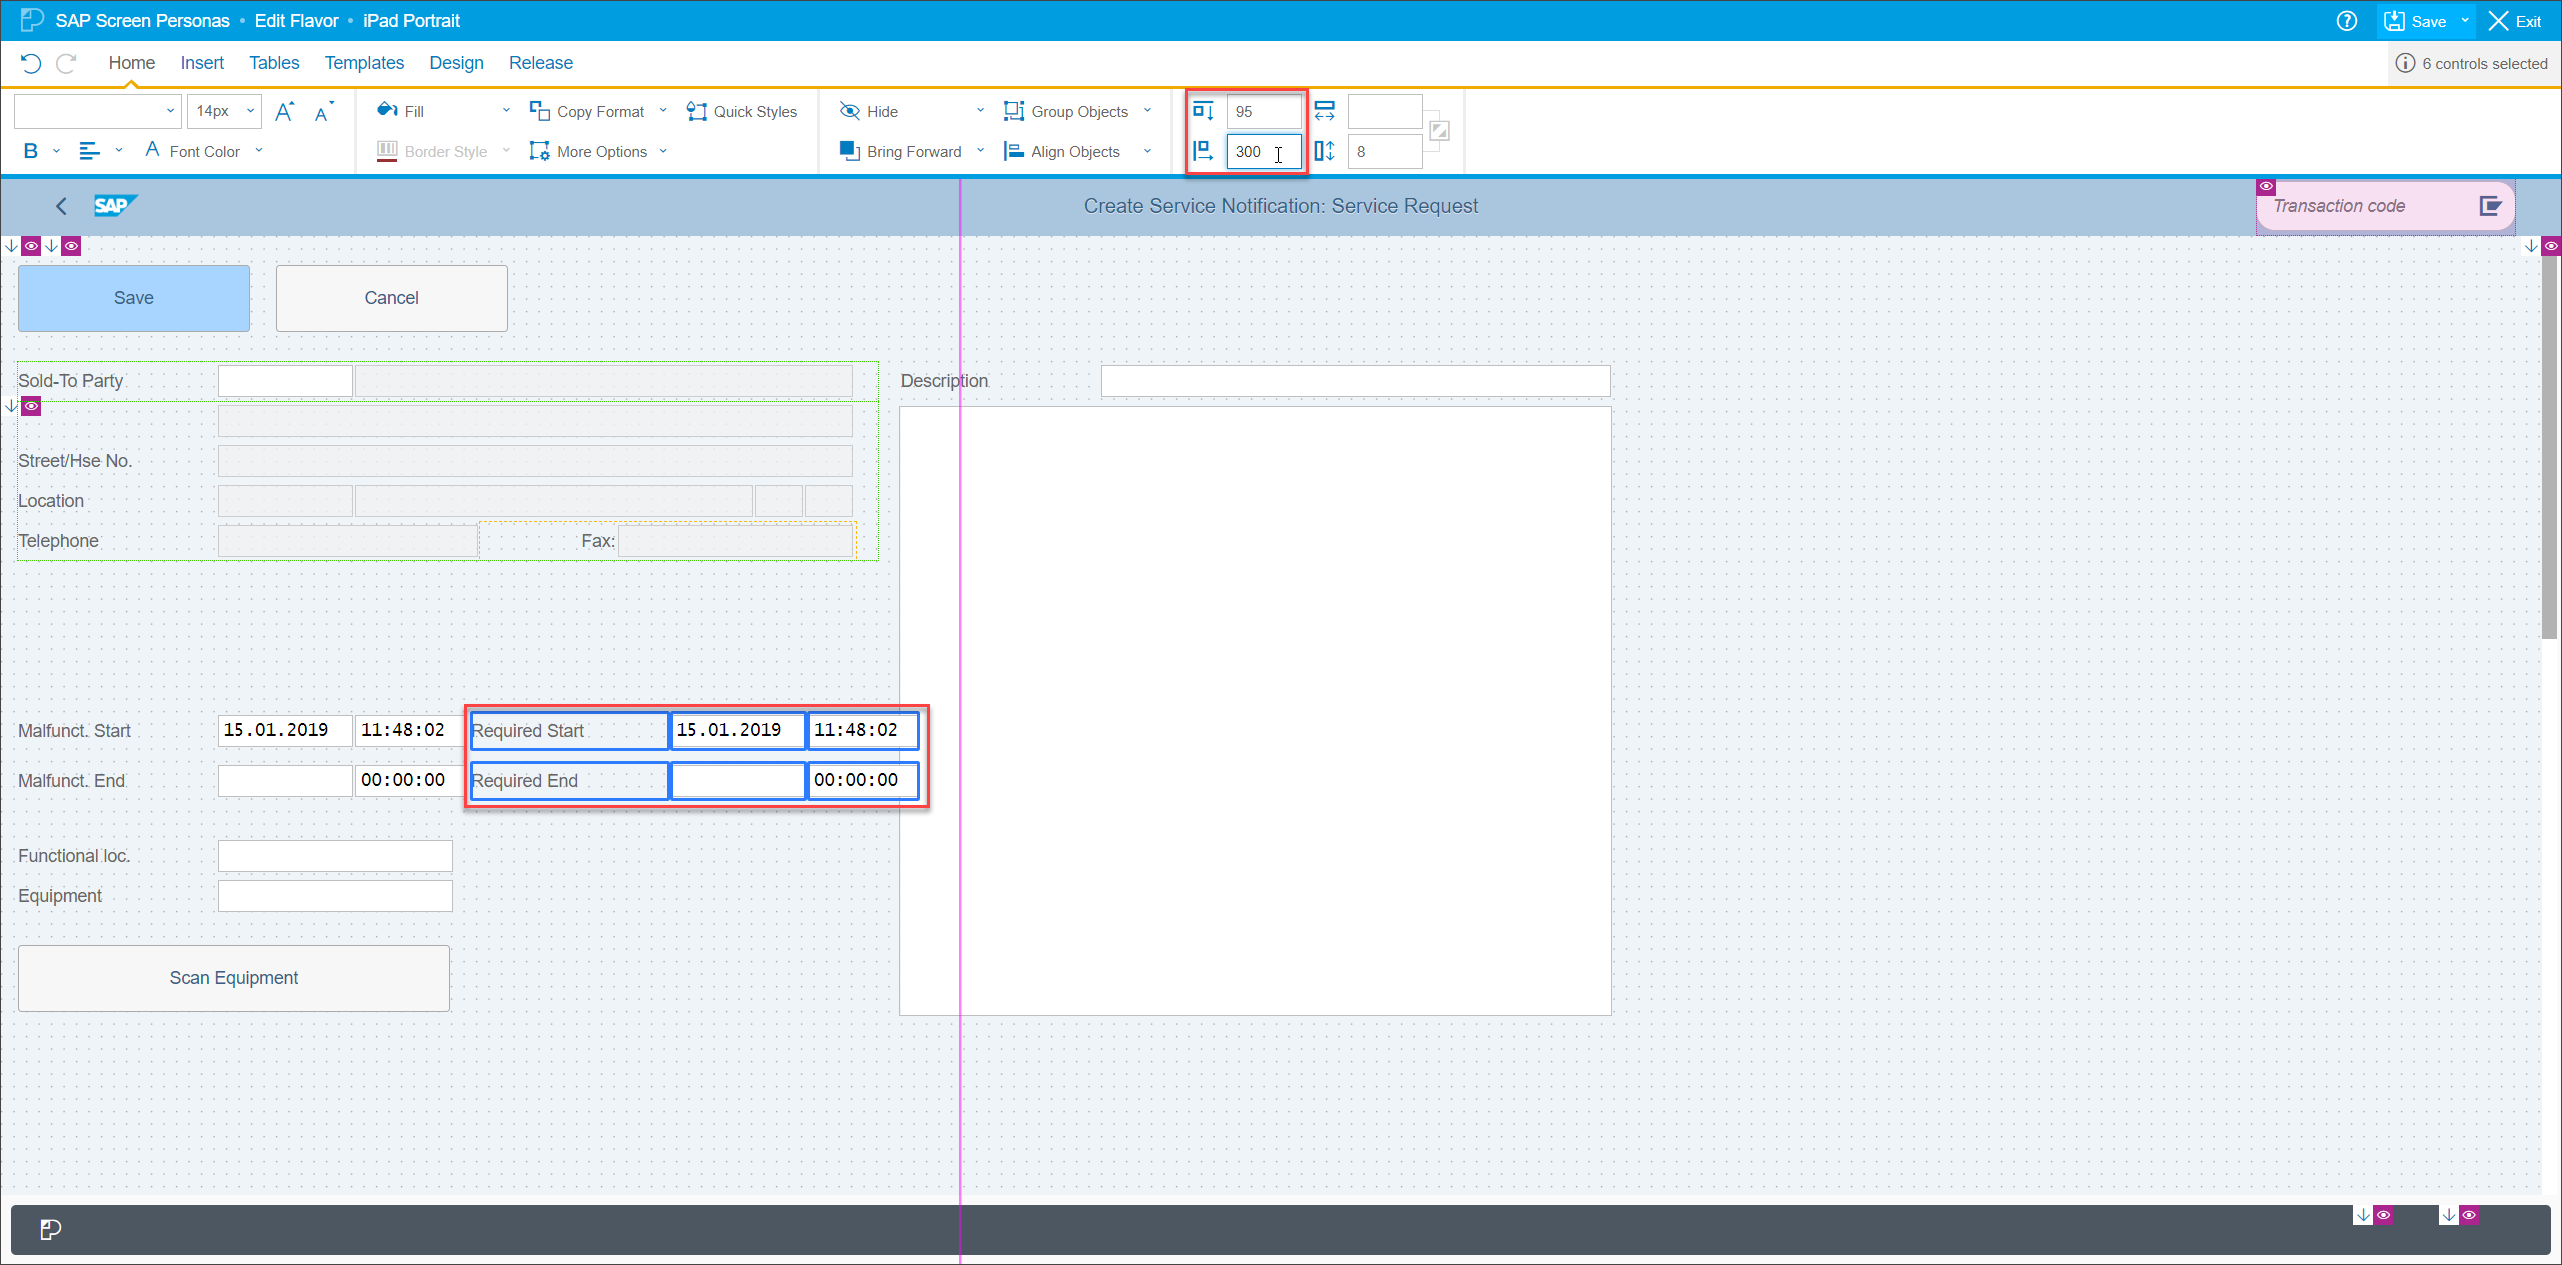 SAP Screen Personas • Edit Flavor • iPad Portrait
Save
Exit
Home Insert Tables Templates Design Release
6 controls selected
14px
Fill
Copy Format
Quick Styles
Hide
Group Objects
95
B
Font Color
Border Style
More Options
Bring Forward
Align Objects
300
8
SAP
Create Service Notification: Service Request
Transaction code
Save
Cancel
Sold-To Party
Description
Street/Hse No.
Location
Telephone
Fax:
Malfunct. Start 15.01.2019 11:48:02 Required Start 15.01.2019 11:48:02
Malfunct. End 00:00:00 Required End 00:00:00
Functional loc.
Equipment
Scan Equipment